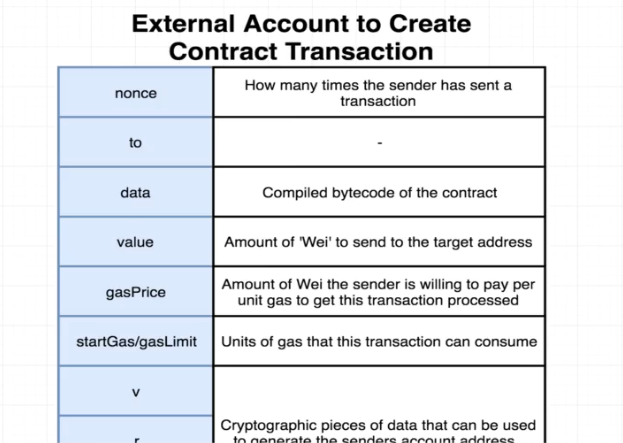 External Account to Create
Contract Transaction
nonce
How many times the sender has sent a
transaction
to
-
data
Compiled bytecode of the contract
value
Amount of 'Wei' to send to the target address
gasPrice
Amount of Wei the sender is willing to pay per
unit gas to get this transaction processed
startGas/gasLimit
Units of gas that this transaction can consume
v
r
Cryptographic pieces of data that can be used
to generate the senders account address